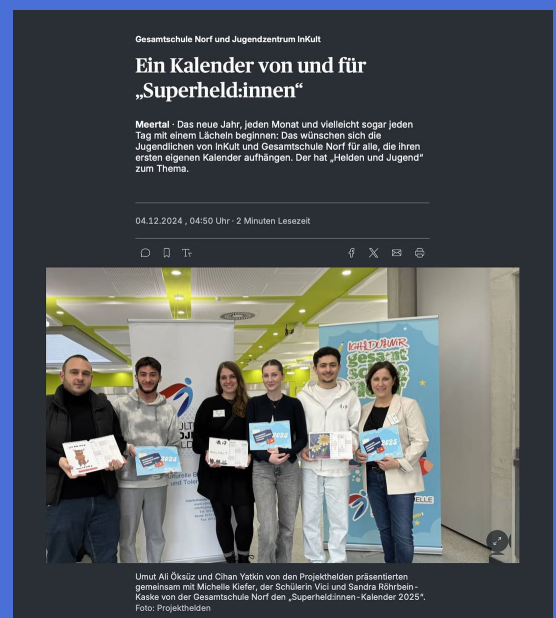 Gesamtschule Norf und Jugendzentrum InKult
Ein Kalender von und für
„Superheld:innen“
Meertal · Das neue Jahr, jeden Monat und vielleicht sogar jeden
Tag mit einem Lächeln beginnen: Das wünschen sich die
Jugendlichen von InKult und Gesamtschule Norf für alle, die ihren
ersten eigenen Kalender aufhängen. Der hat „Helden und Jugend“
zum Thema.
04.12.2024 , 04:50 Uhr · 2 Minuten Lesezeit
gesamt
Umut Ali Öksüz und Cihan Yatkin von den Projekthelden präsentierten
gemeinsam mit Michelle Kiefer, der Schülerin Vici und Sandra Röhrbein-
Kaske von der Gesamtschule Norf den „Superheld:innen-Kalender 2025“.
Foto: Projekthelden